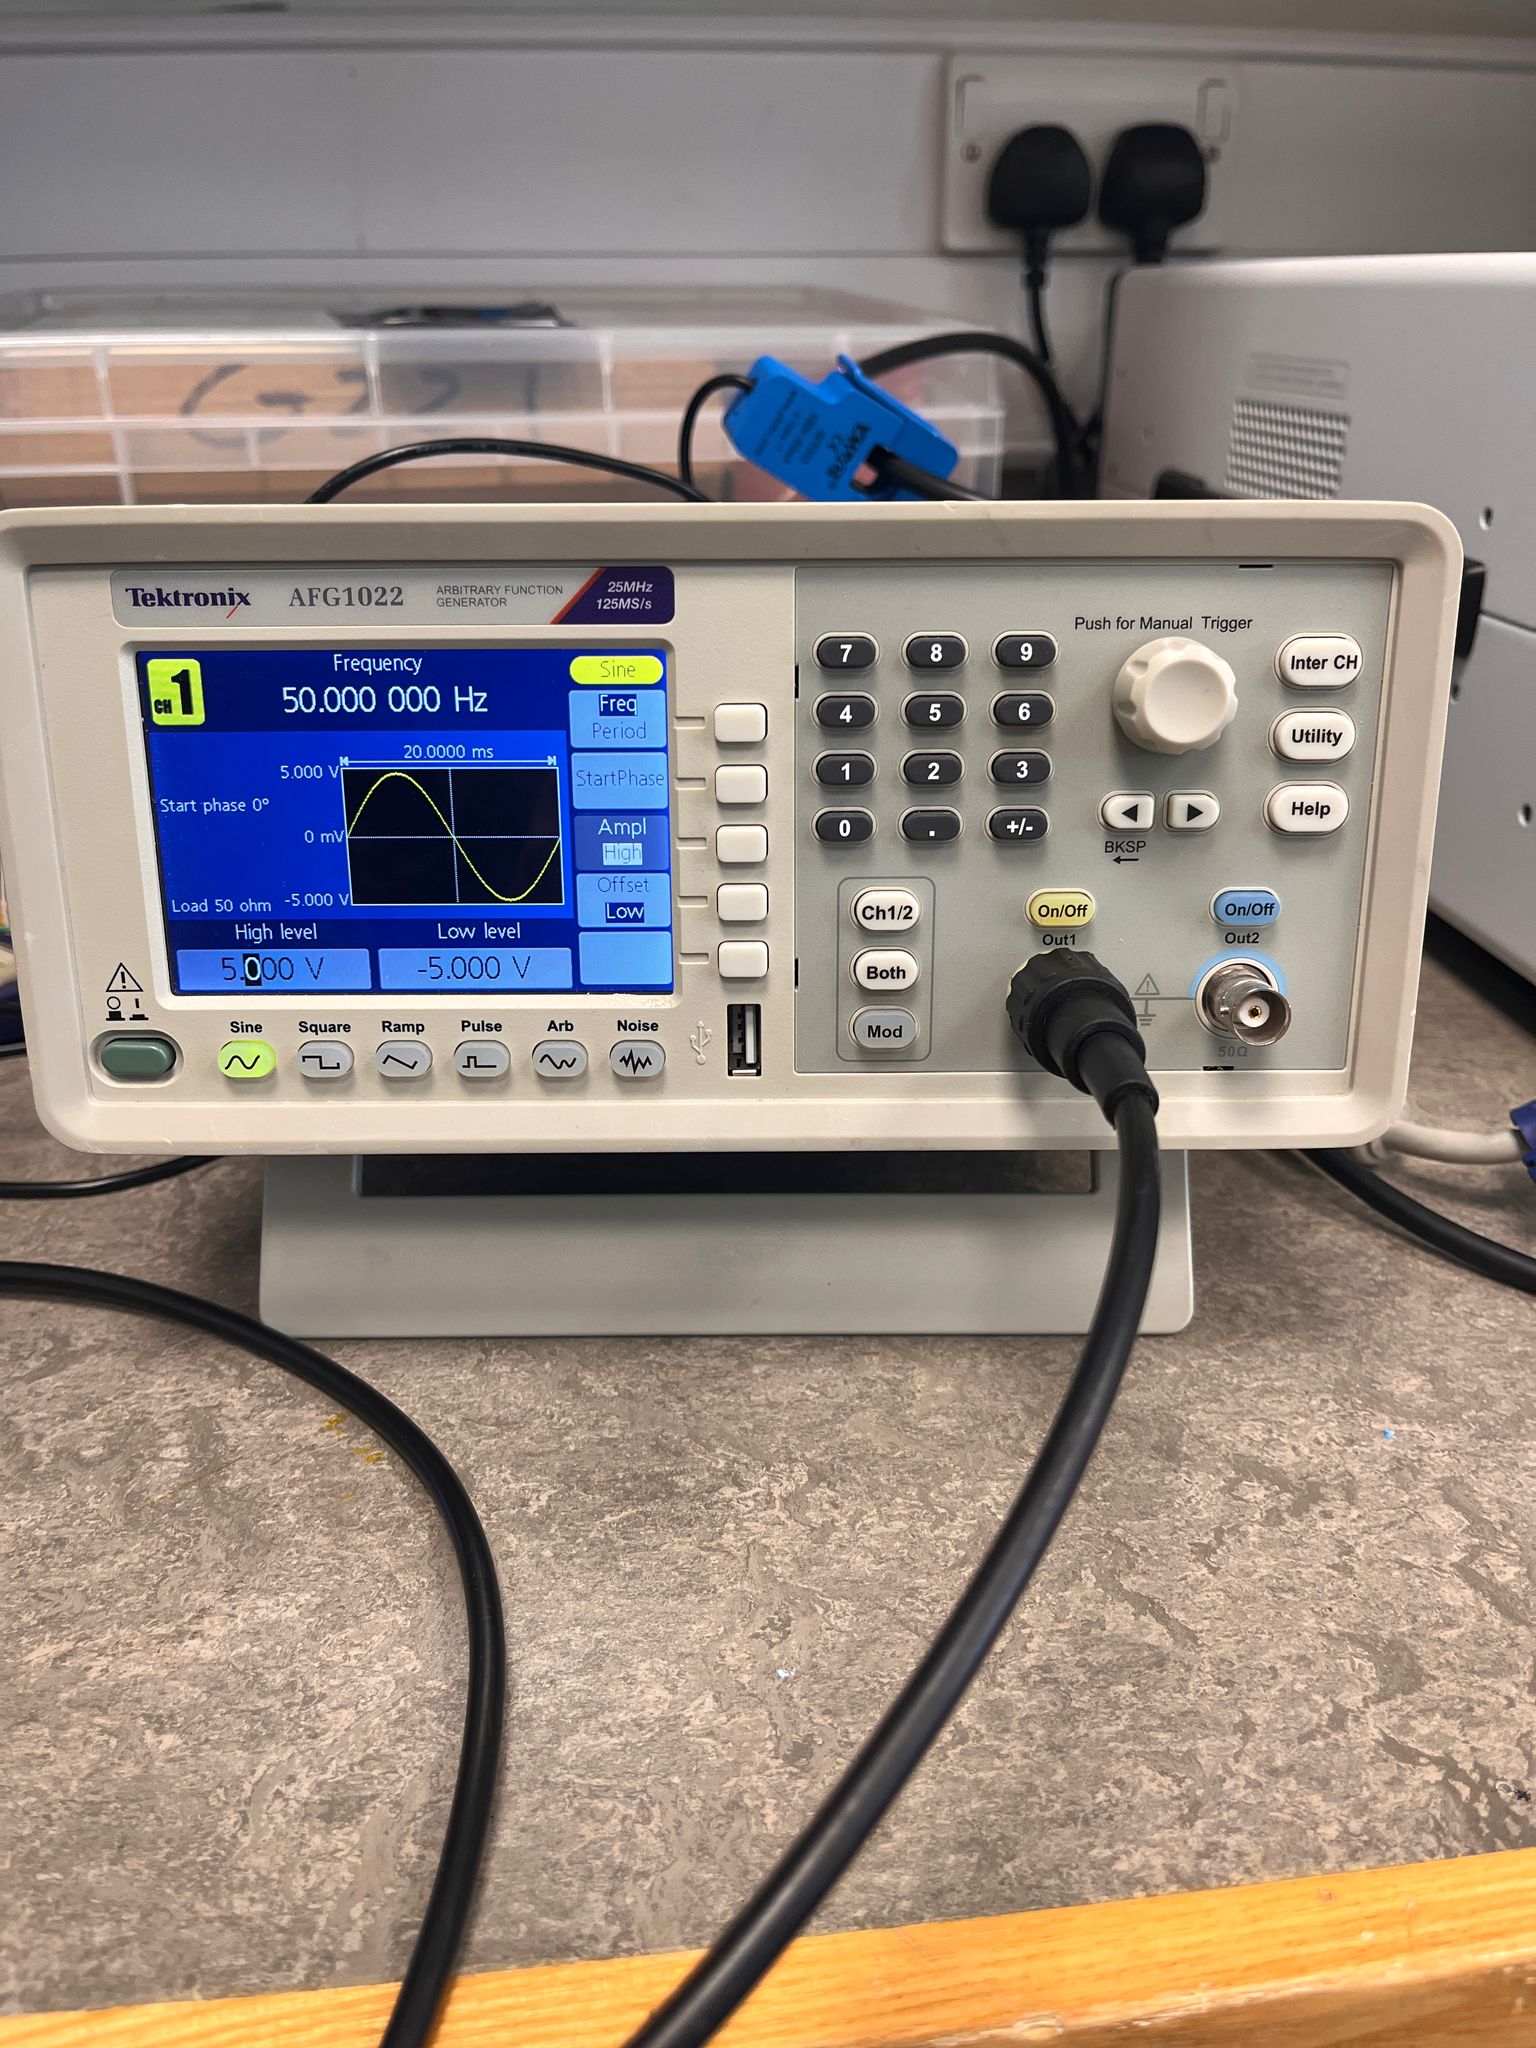 G-221
Tektronix AFG1022 ARBITRARY FUNCTION GENERATOR 25MHz 125MS/s
CH 1
Frequency
50.000 000 Hz
Sine
Freq
Period
20.0000 ms
5.000 V
StartPhase
Start phase 0°
0 mV
Ampl
High
Load 50 ohm
-5.000 V
Offset
Low
High level
Low level
5.000 V
-5.000 V
Sine
Square
Ramp
Pulse
Arb
Noise
7
8
9
4
5
6
1
2
3
0
.
+/-
Push for Manual Trigger
BKSP
Inter CH
Utility
Help
Ch1/2
Both
Mod
On/Off
Out1
On/Off
Out2
50Ω